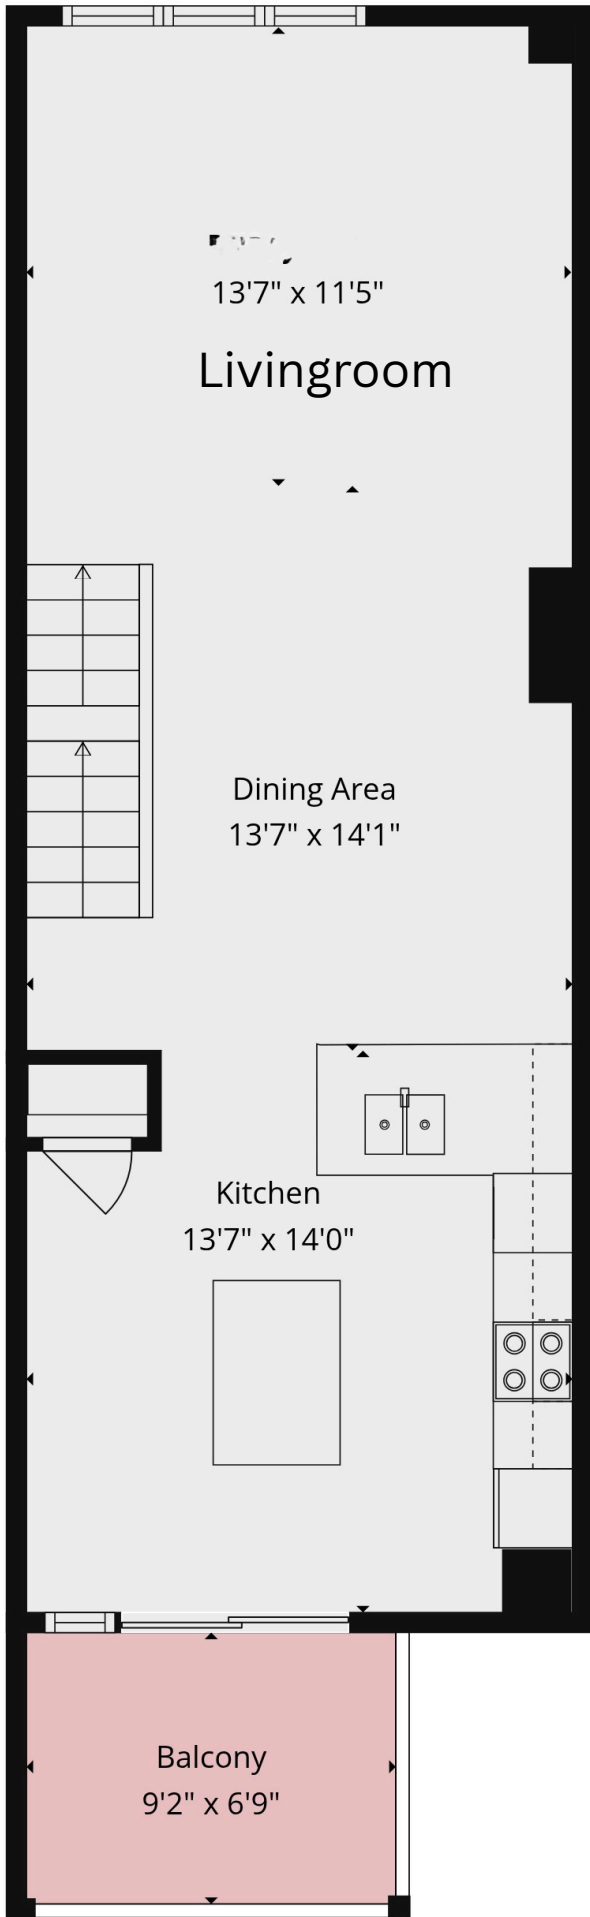 13'7" x 11'5"
Livingroom
Dining Area
13'7" x 14'1"
Kitchen
13'7" x 14'0"
Balcony
9'2" x 6'9"